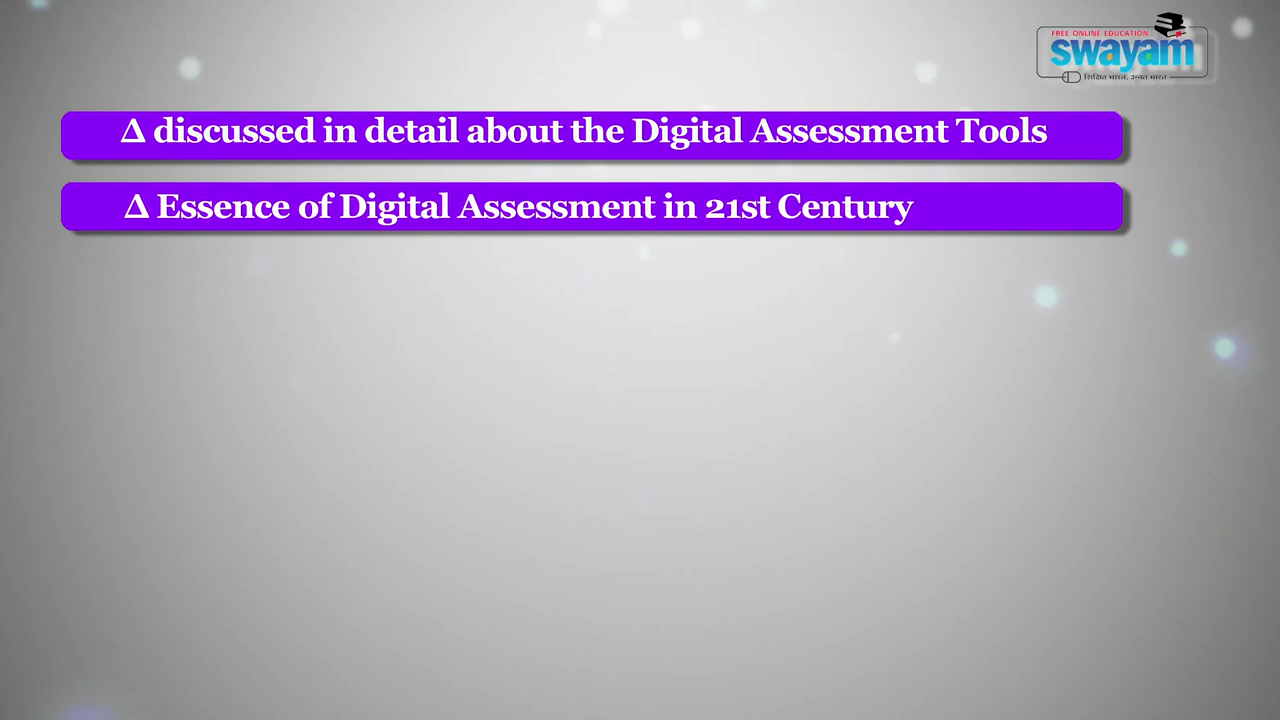 FREE ONLINE EDUCATION
swayam
शिक्षित भारत, उन्नत भारत
Δ discussed in detail about the Digital Assessment Tools
Δ Essence of Digital Assessment in 21st Century